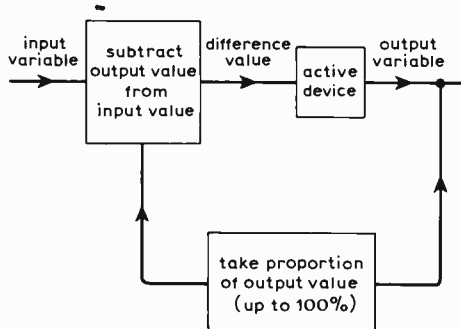 input
variable
subtract
output value
from
input value
difference
value
active
device
output
variable
take proportion
of output value
(up to 100%)